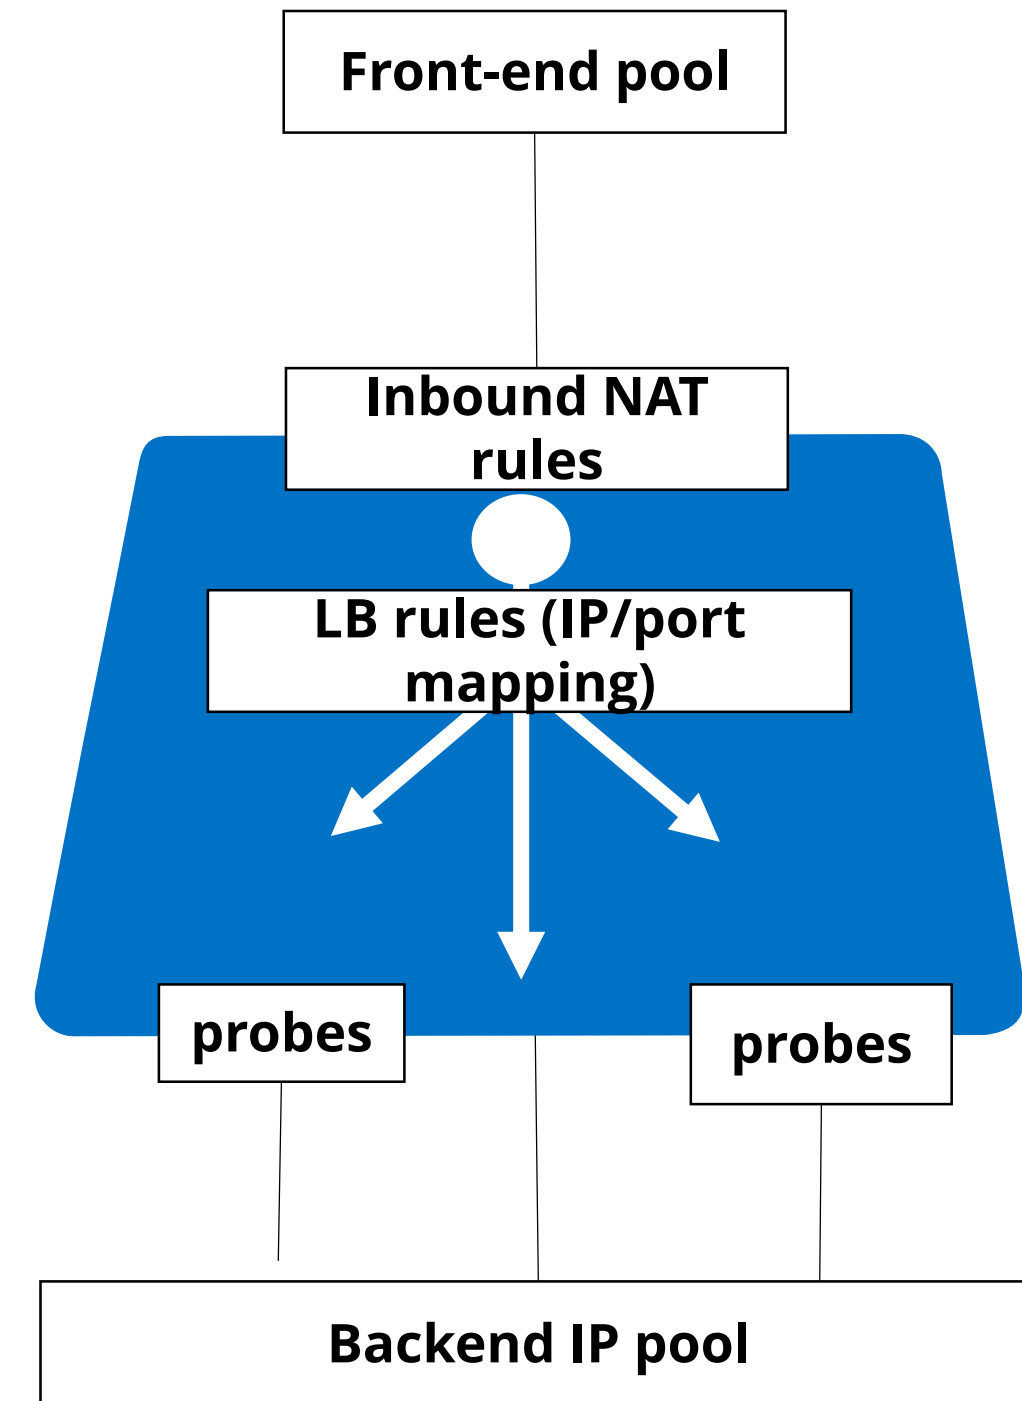 Front-end pool
Inbound NAT
rules
LB rules (IP/port
mapping)
probes
probes
Backend IP pool